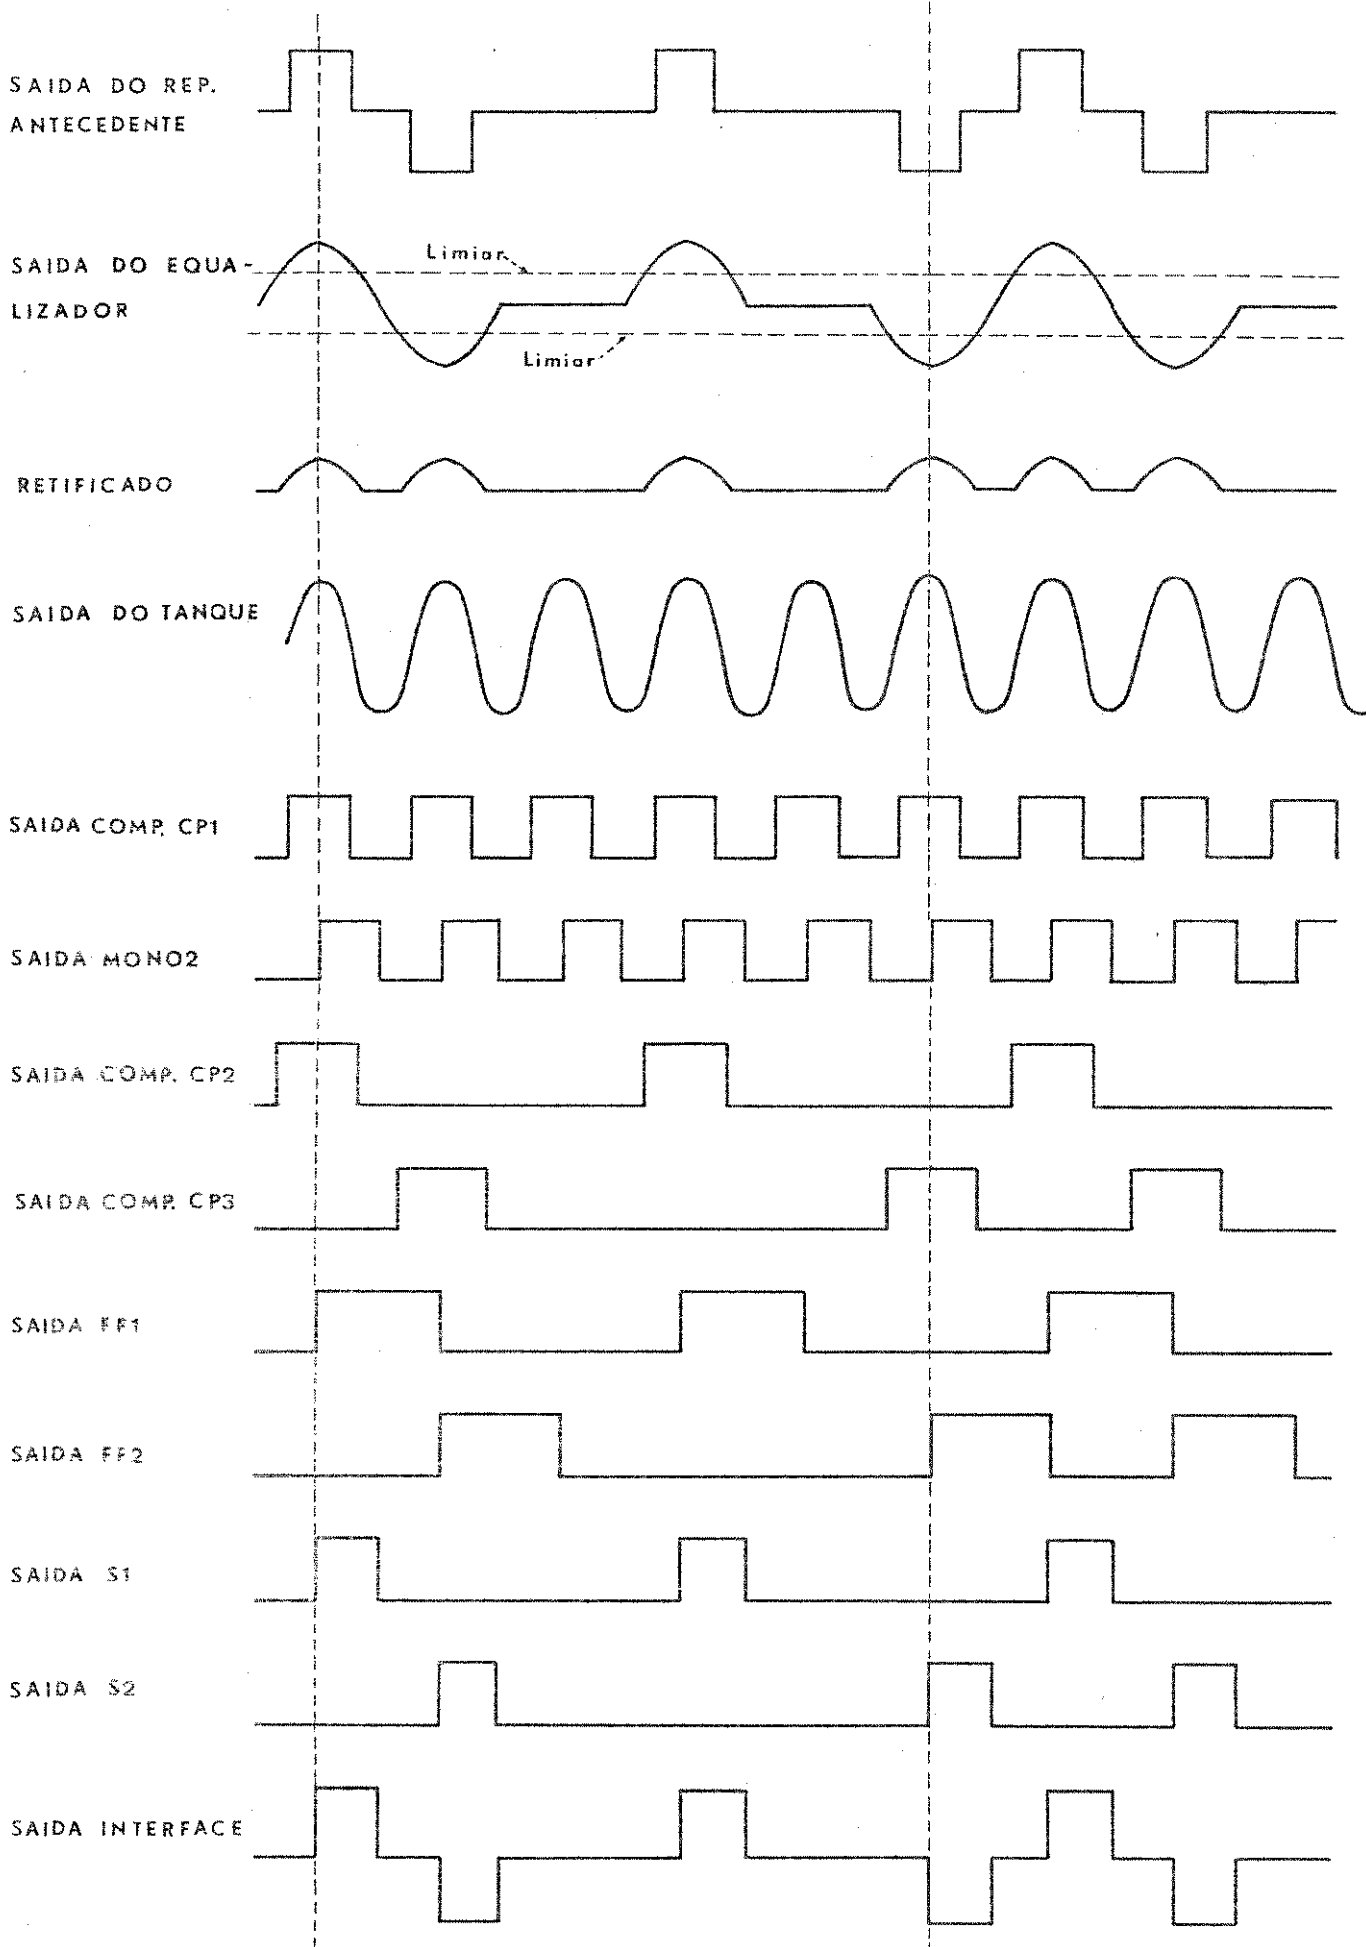 SAIDA DO REP.
ANTECEDENTE
SAIDA DO EQUA-
LIZADOR
Limiar
Limiar
RETIFICADO
SAIDA DO TANQUE
SAIDA COMP. CP1
SAIDA MONO2
SAIDA COMP. CP2
SAIDA COMP. CP3
SAIDA FF1
SAIDA FF2
SAIDA S1
SAIDA S2
SAIDA INTERFACE